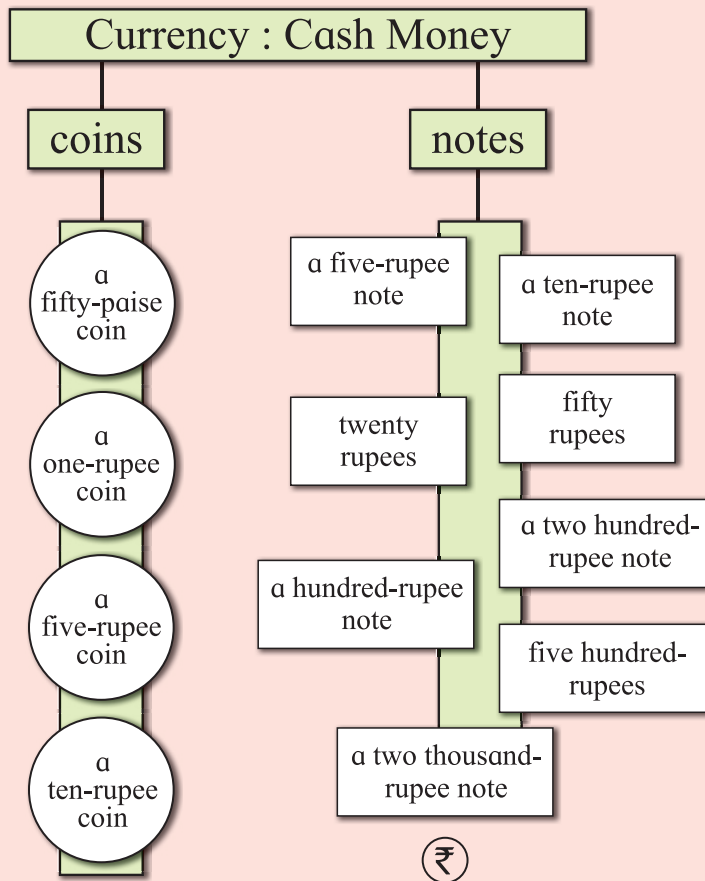 Currency : Cash Money
coins
notes
a
fifty-paise
coin
a
one-rupee
coin
a
five-rupee
coin
a
ten-rupee
coin
a five-rupee
note
a ten-rupee
note
twenty
rupees
fifty
rupees
a two hundred-
rupee note
a hundred-rupee
note
five hundred-
rupees
a two thousand-
rupee note
₹